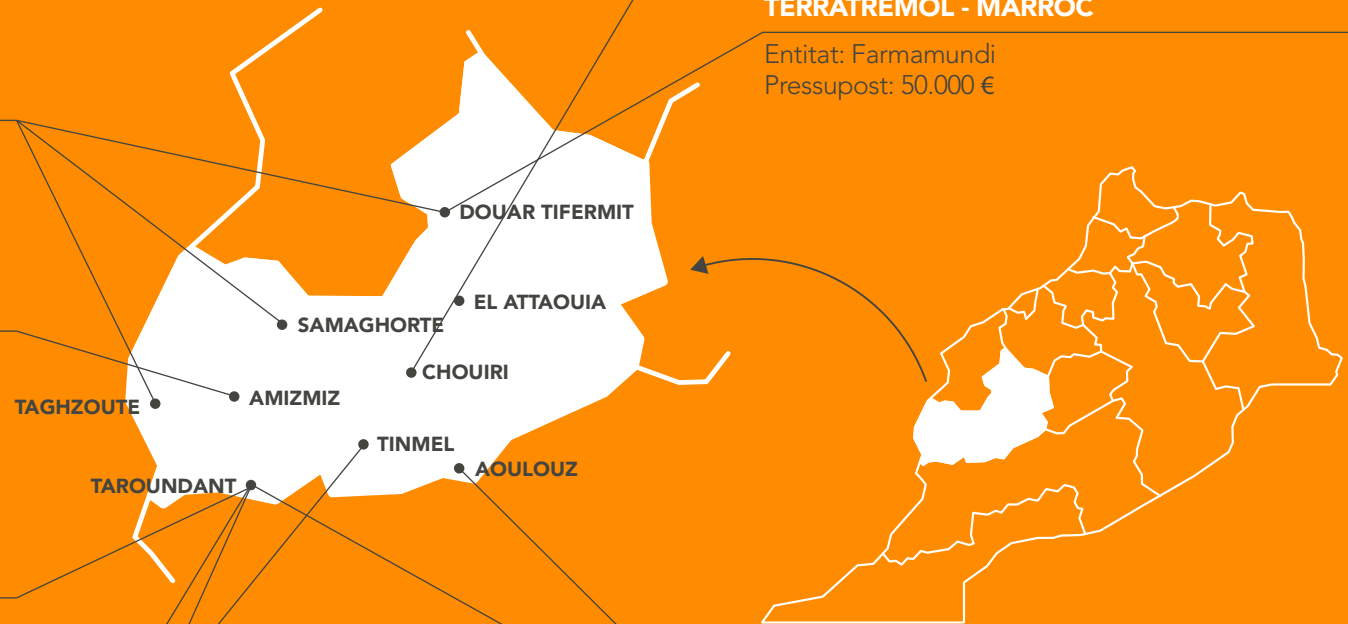 TERRATRÈMOL - MARROC
Entitat: Farmamundi
Pressupost: 50.000 €
DOUAR TIFERMIT
EL ATTAOUIA
SAMAGHORTE
CHOUIRI
AMIZMIZ
TAGHZOUTE
TINMEL
AOULOUZ
TAROUNDANT